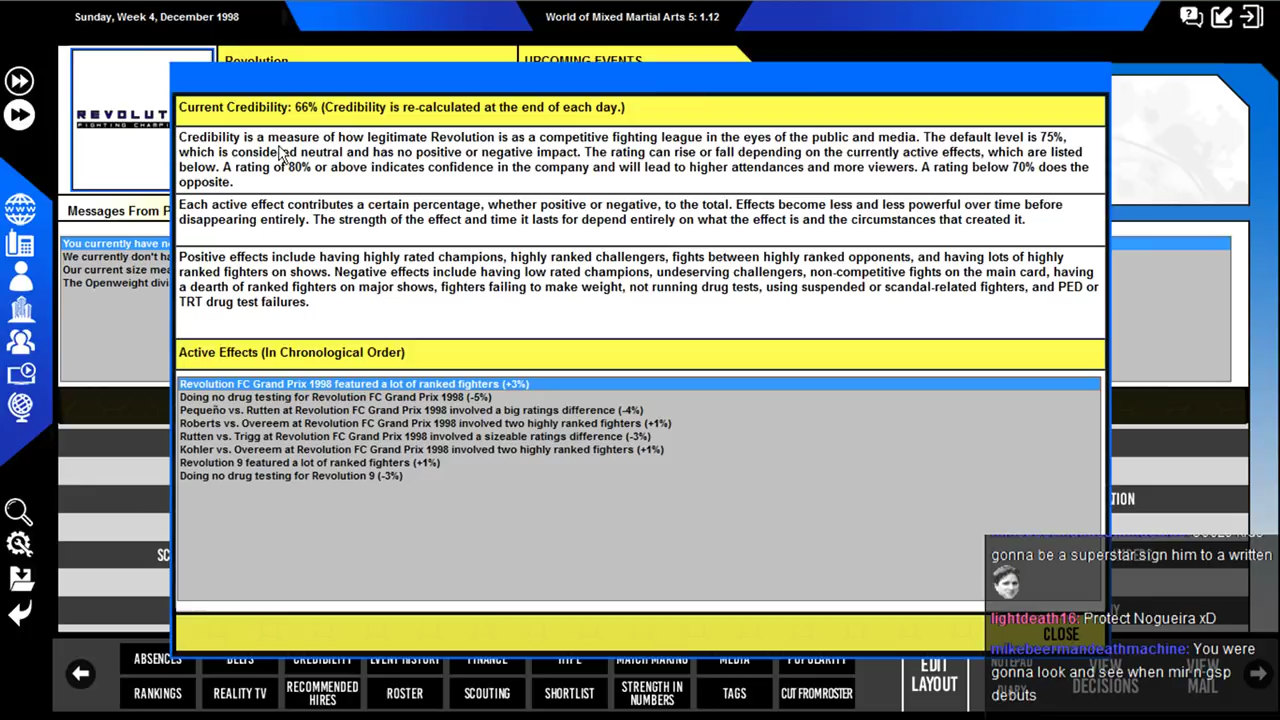 Sunday, Week 4, December 1998
World of Mixed Martial Arts 5: 1.12
Revolution
UPCOMING EVENTS
REVOLUT
FIGHTING CHAMPI
Messages From P
You currently have n
We currently don't ha
Our current size mea
The Openweight divi
Current Credibility: 66% (Credibility is re-calculated at the end of each day.)
Credibility is a measure of how legitimate Revolution is as a competitive fighting league in the eyes of the public and media. The default level is 75%,
which is considered neutral and has no positive or negative impact. The rating can rise or fall depending on the currently active effects, which are listed
below. A rating of 80% or above indicates confidence in the company and will lead to higher attendances and more viewers. A rating below 70% does the
opposite.
Each active effect contributes a certain percentage, whether positive or negative, to the total. Effects become less and less powerful over time before
disappearing entirely. The strength of the effect and time it lasts for depend entirely on what the effect is and the circumstances that created it.
Positive effects include having highly rated champions, highly ranked challengers, fights between highly ranked opponents, and having lots of highly
ranked fighters on shows. Negative effects include having low rated champions, undeserving challengers, non-competitive fights on the main card, having
a dearth of ranked fighters on major shows, fighters failing to make weight, not running drug tests, using suspended or scandal-related fighters, and PED or
TRT drug test failures.
Active Effects (In Chronological Order)
Revolution FC Grand Prix 1998 featured a lot of ranked fighters (+3%)
Doing no drug testing for Revolution FC Grand Prix 1998 (-5%)
Pequeño vs. Rutten at Revolution FC Grand Prix 1998 involved a big ratings difference (-4%)
Roberts vs. Overeem at Revolution FC Grand Prix 1998 involved two highly ranked fighters (+1%)
Rutten vs. Trigg at Revolution FC Grand Prix 1998 involved a sizeable ratings difference (-3%)
Kohler vs. Overeem at Revolution FC Grand Prix 1998 involved two highly ranked fighters (+1%)
Revolution 9 featured a lot of ranked fighters (+1%)
Doing no drug testing for Revolution 9 (-3%)
TION
SC
gonna be a superstar sign him to a written
lightdeath16: Protect Nogueira xD
CLOSE
mikebeermandeathmachine: You were
gonna look and see when mir n gsp
debuts
ABSENCES
BELTS
CREDIBILITY
EVENT HISTORY
FINANCE
HYPE
MATCH MAKING
MEDIA
POPULARITY
RANKINGS
REALITY TV
RECOMMENDED
HIRES
ROSTER
SCOUTING
SHORTLIST
STRENGTH IN
NUMBERS
TAGS
CUT FROM ROSTER
EDIT
LAYOUT
NOTEPAD
DIARY
VIEW
DECISIONS
VIEW
MAIL